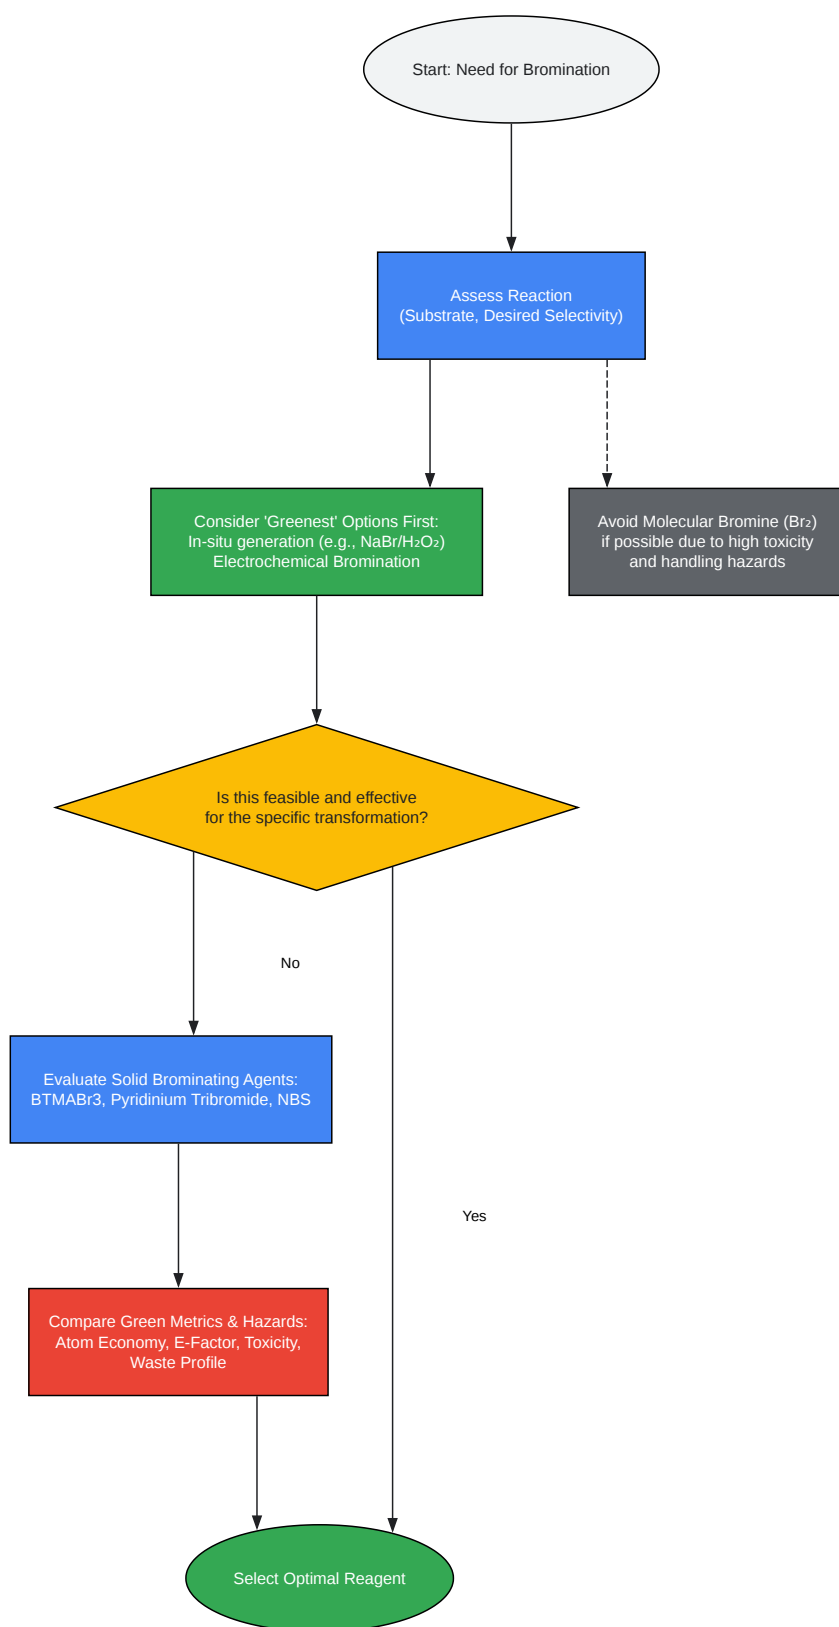 Start: Need for Bromination
Assess Reaction
(Substrate, Desired Selectivity)
Consider 'Greenest' Options First:
In-situ generation (e.g., NaBr/H₂O₂)
Electrochemical Bromination
Avoid Molecular Bromine (Br₂)
if possible due to high toxicity
and handling hazards
Is this feasible and effective
for the specific transformation?
No
Evaluate Solid Brominating Agents:
BTMABr3, Pyridinium Tribromide, NBS
Yes
Compare Green Metrics & Hazards:
Atom Economy, E-Factor, Toxicity,
Waste Profile
Select Optimal Reagent